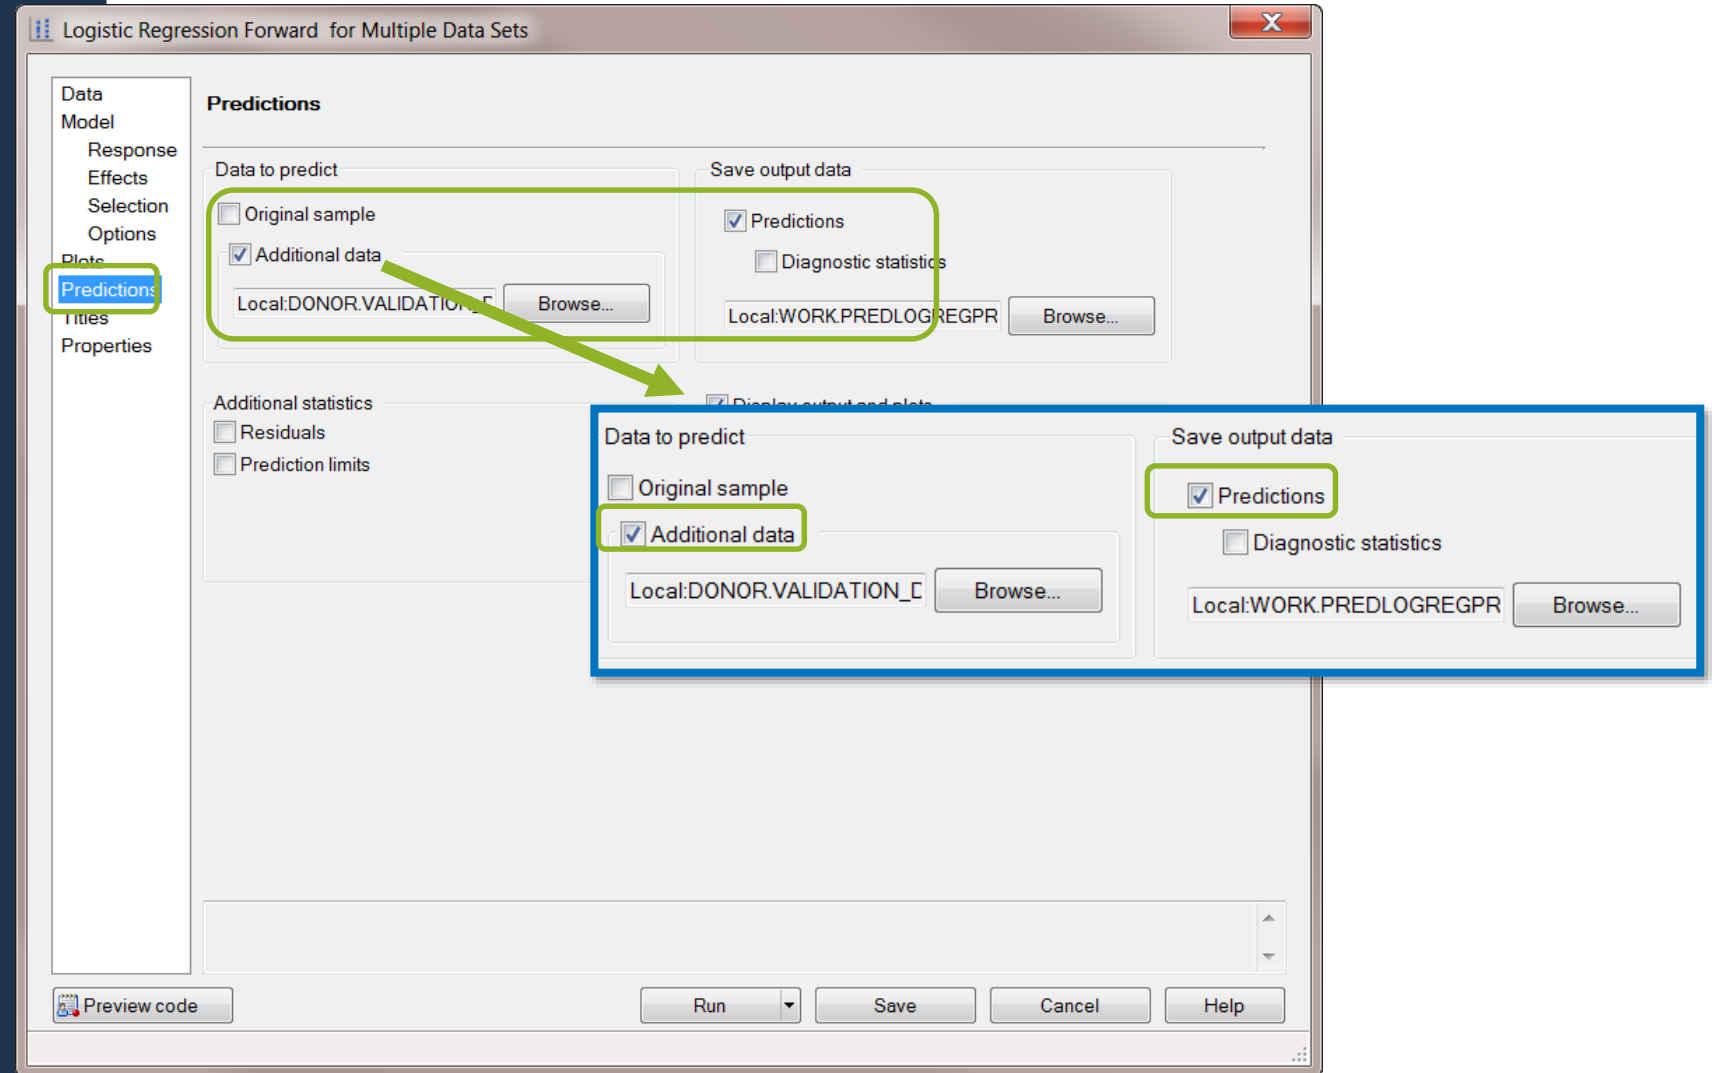 Logistic Regression Forward for Multiple Data Sets
Data
Model
Response
Effects
Selection
Options
Plots
Predictions
Titles
Properties
Predictions
Data to predict
Original sample
Additional data
Local:DONOR.VALIDATION_D
Browse...
Save output data
Predictions
Diagnostic statistics
Local:WORK.PREDLOGREGPR
Browse...
Additional statistics
Residuals
Prediction limits
Display output and plots
Data to predict
Original sample
Additional data
Local:DONOR.VALIDATION_D
Browse...
Save output data
Predictions
Diagnostic statistics
Local:WORK.PREDLOGREGPR
Browse...
Preview code
Run
Save
Cancel
Help